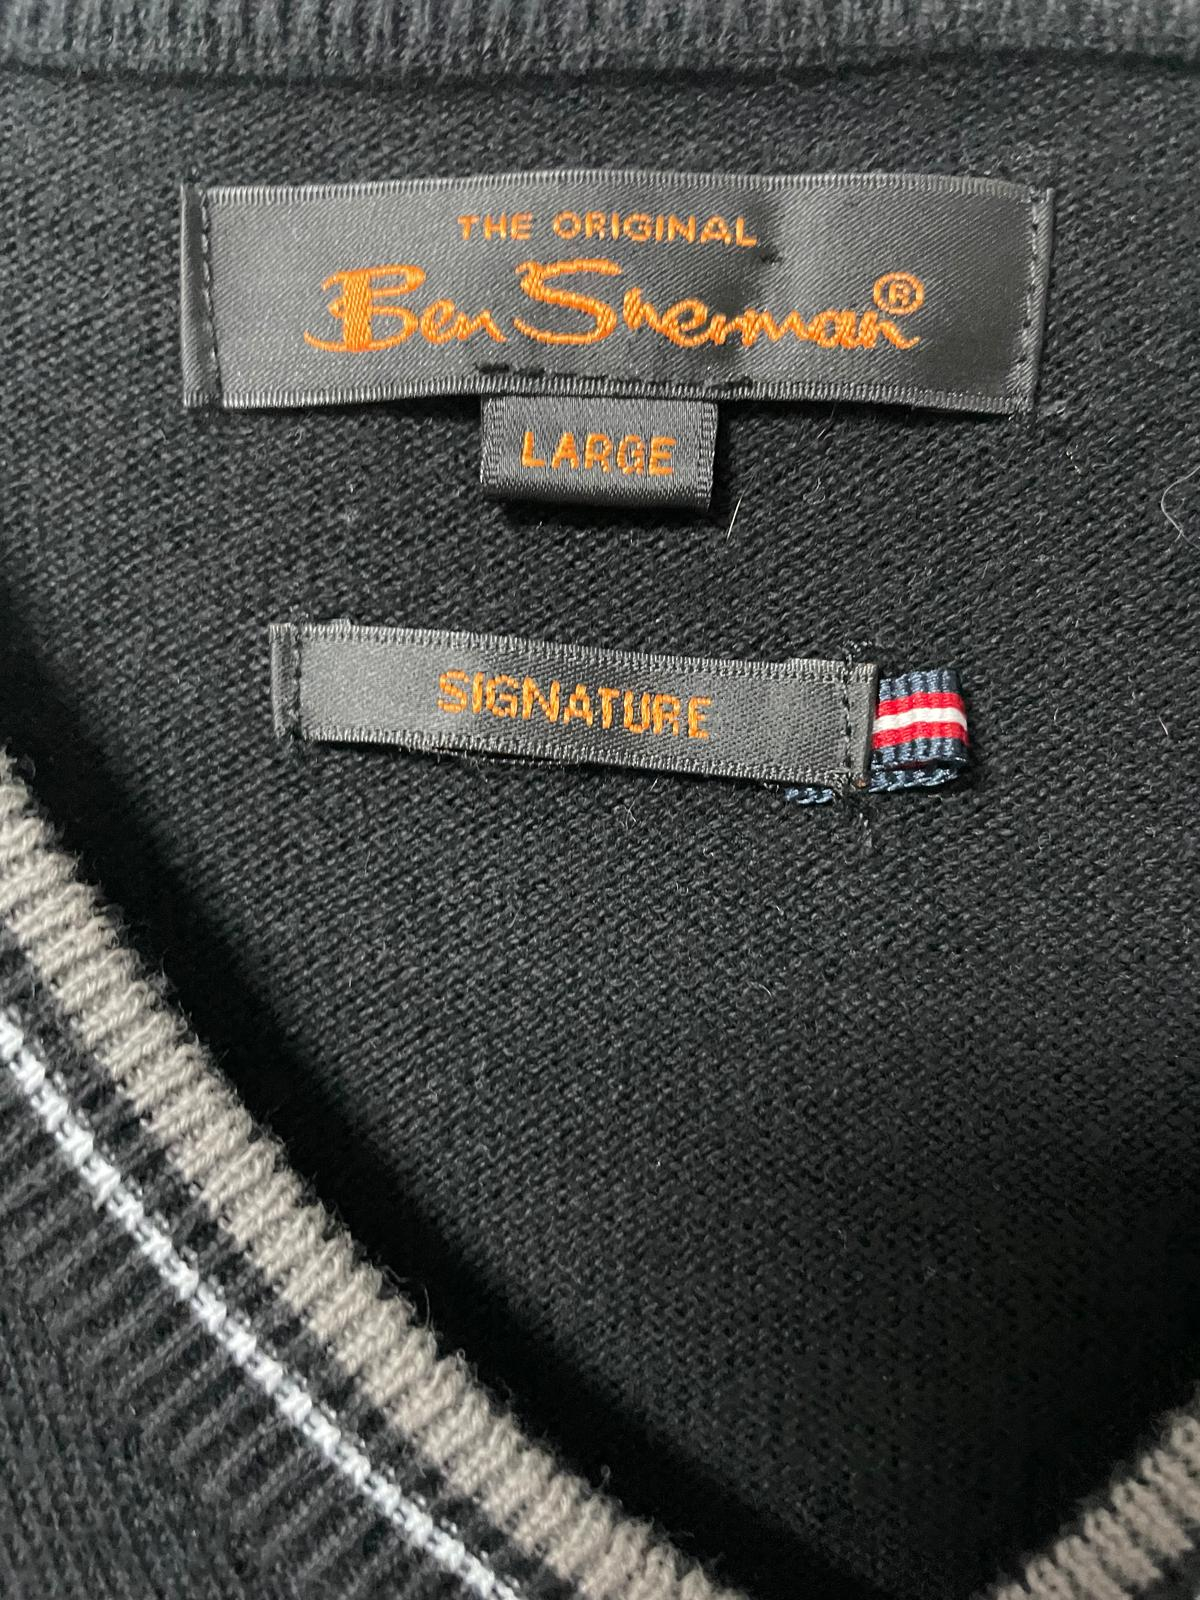 THE ORIGINAL
Ben Sherman®
LARGE
SIGNATURE